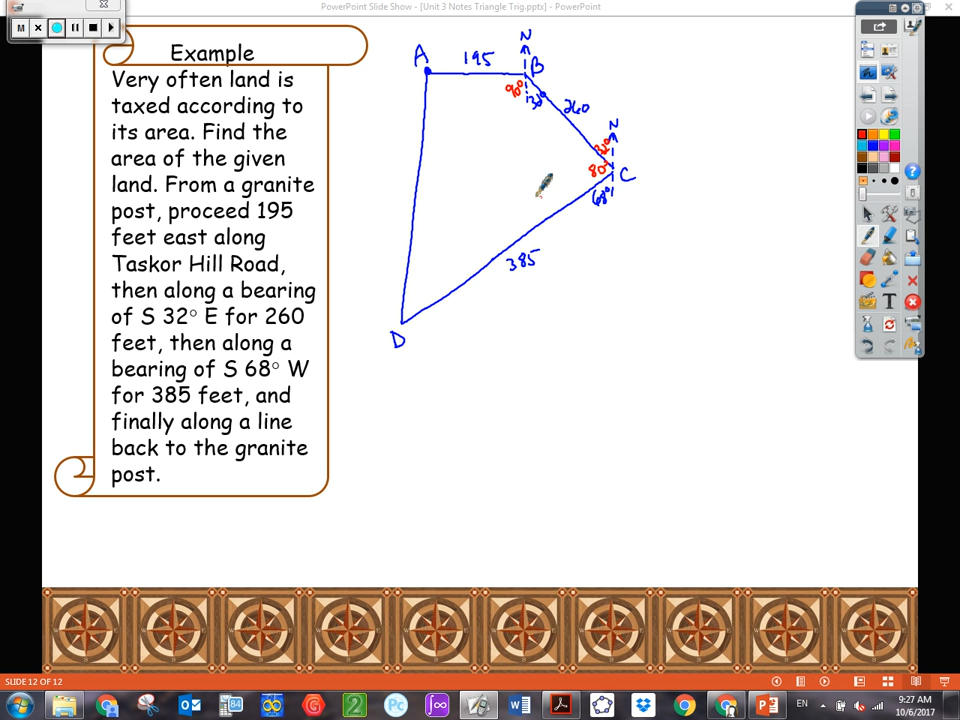 PowerPoint Slide Show - [Unit 3 Notes Triangle Trig.pptx] - PowerPoint
M
Example
Very often land is
taxed according to
its area. Find the
area of the given
land. From a granite
post, proceed 195
feet east along
Taskor Hill Road,
then along a bearing
of S 32° E for 260
feet, then along a
bearing of S 68° W
for 385 feet, and
finally along a line
back to the granite
post.
N
A
195
B
90°
32°
260
N
32°
80°
C
68°
385
D
T
SLIDE 12 OF 12
84
G
2
Pc
EN
9:27 AM
10/6/2017